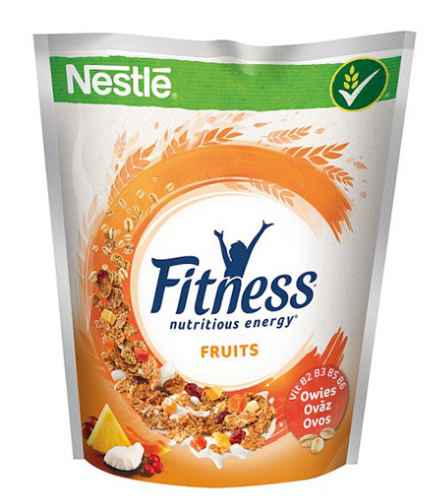 Nestlé®
Fitness®
nutritious energy®
FRUITS
Vit B2 B3 B5 B6
Owies
Ovăz
Ovos